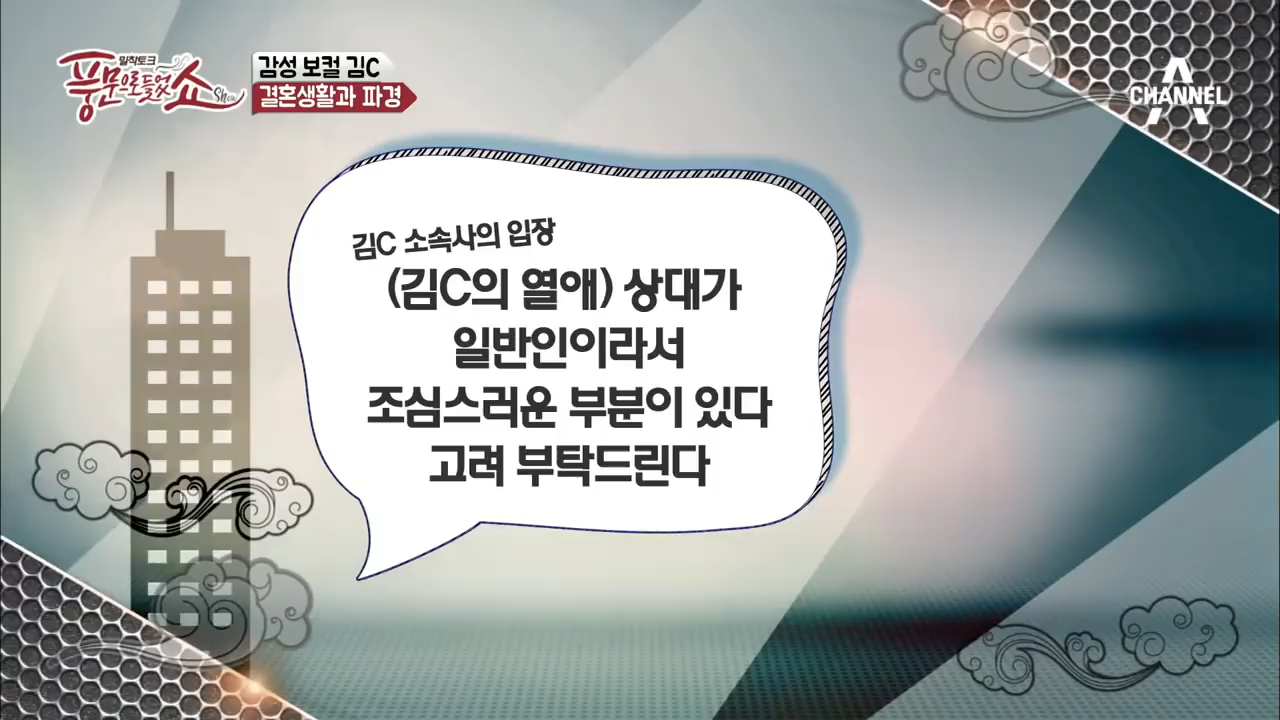 밀착토크
풍문으로들었쇼
Show
감성 보컬 김C
결혼생활과 파경
CHANNEL A
김C 소속사의 입장
(김C의 열애) 상대가
일반인이라서
조심스러운 부분이 있다
고려 부탁드린다